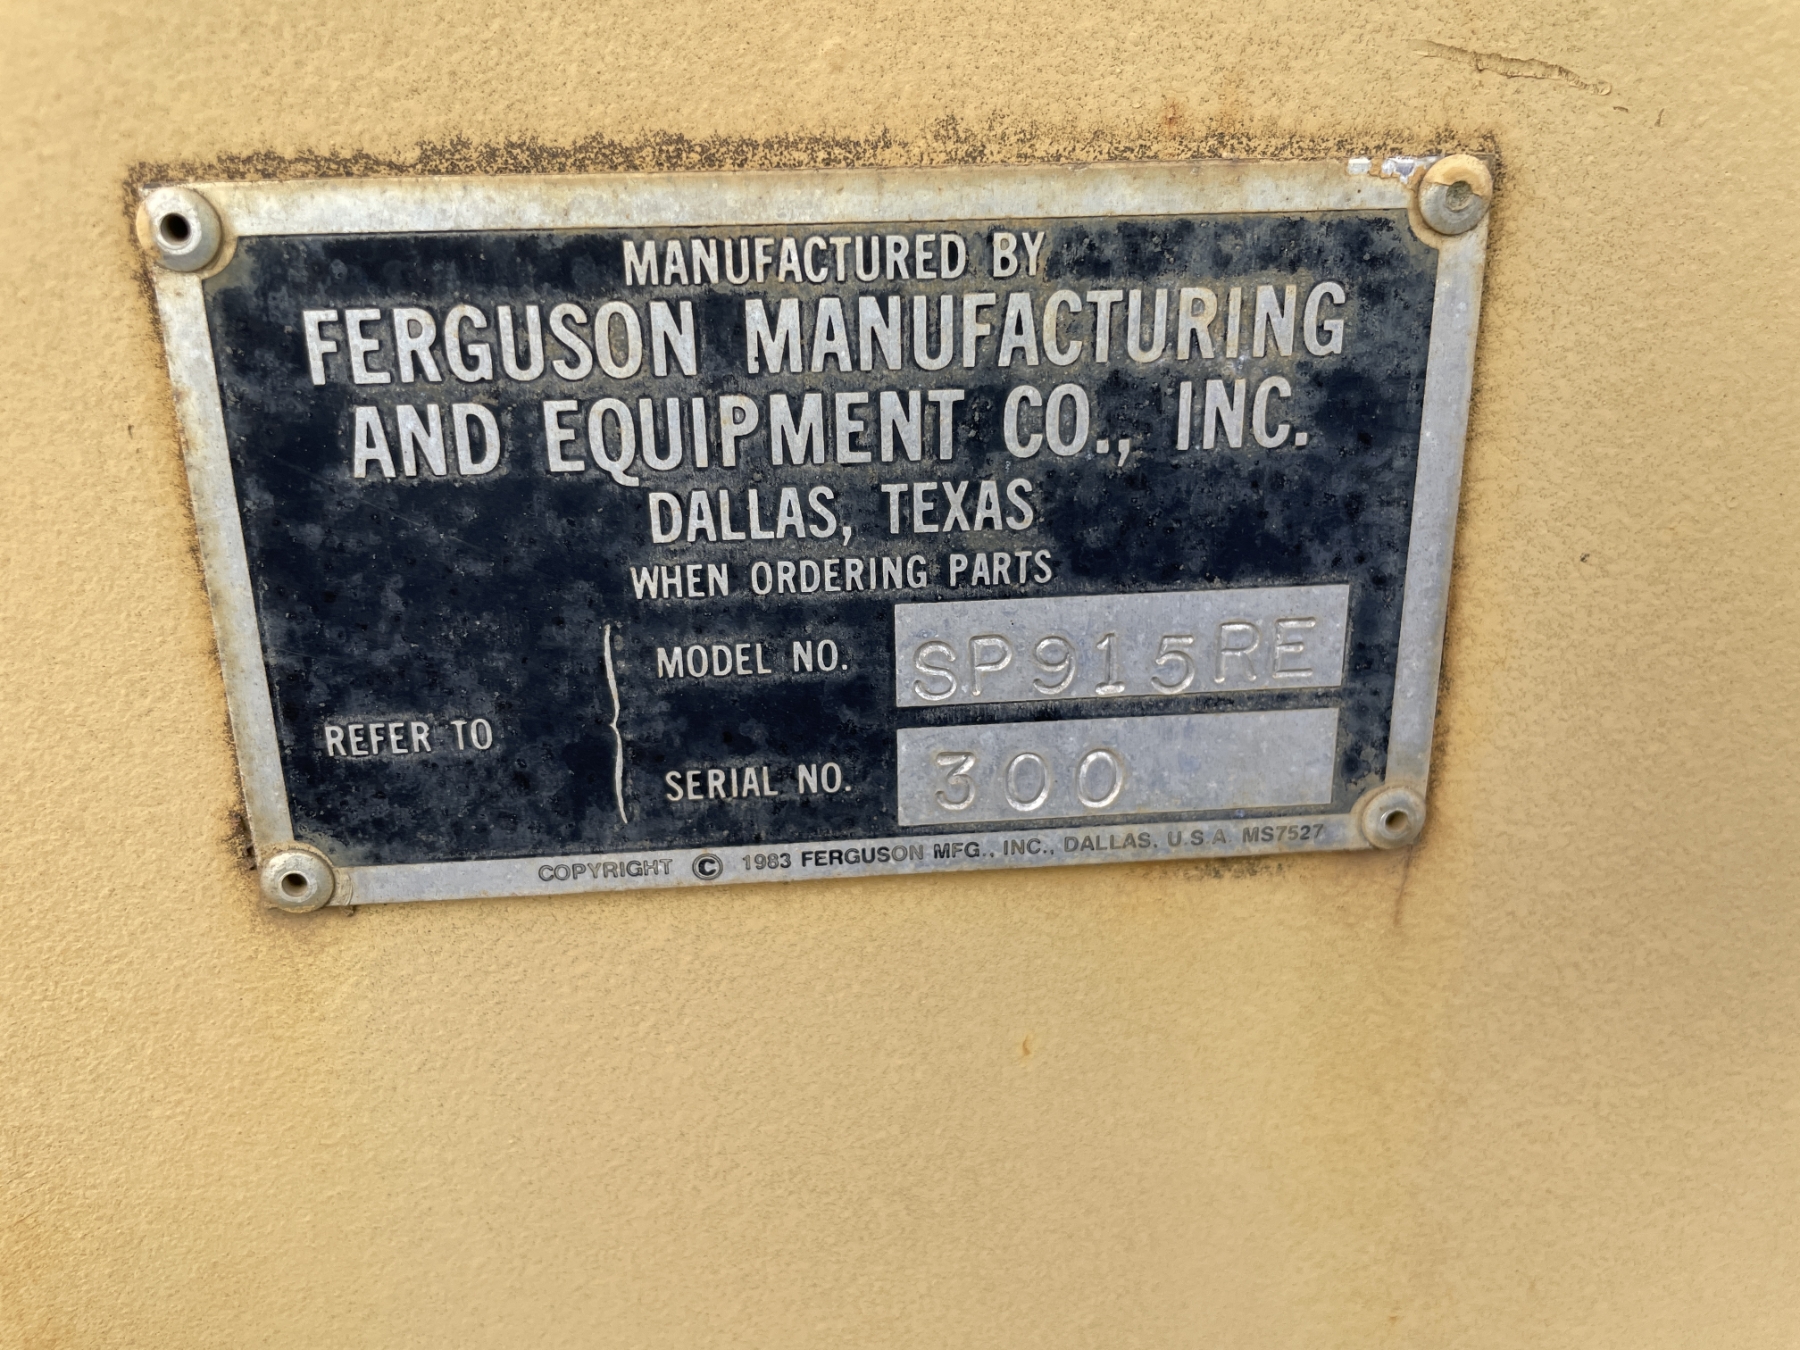 MANUFACTURED BY
FERGUSON MANUFACTURING
AND EQUIPMENT CO., INC.
DALLAS, TEXAS
WHEN ORDERING PARTS
REFER TO
MODEL NO. SP915RE
SERIAL NO. 300
COPYRIGHT © 1983 FERGUSON MFG., INC., DALLAS, U.S.A. MS7527